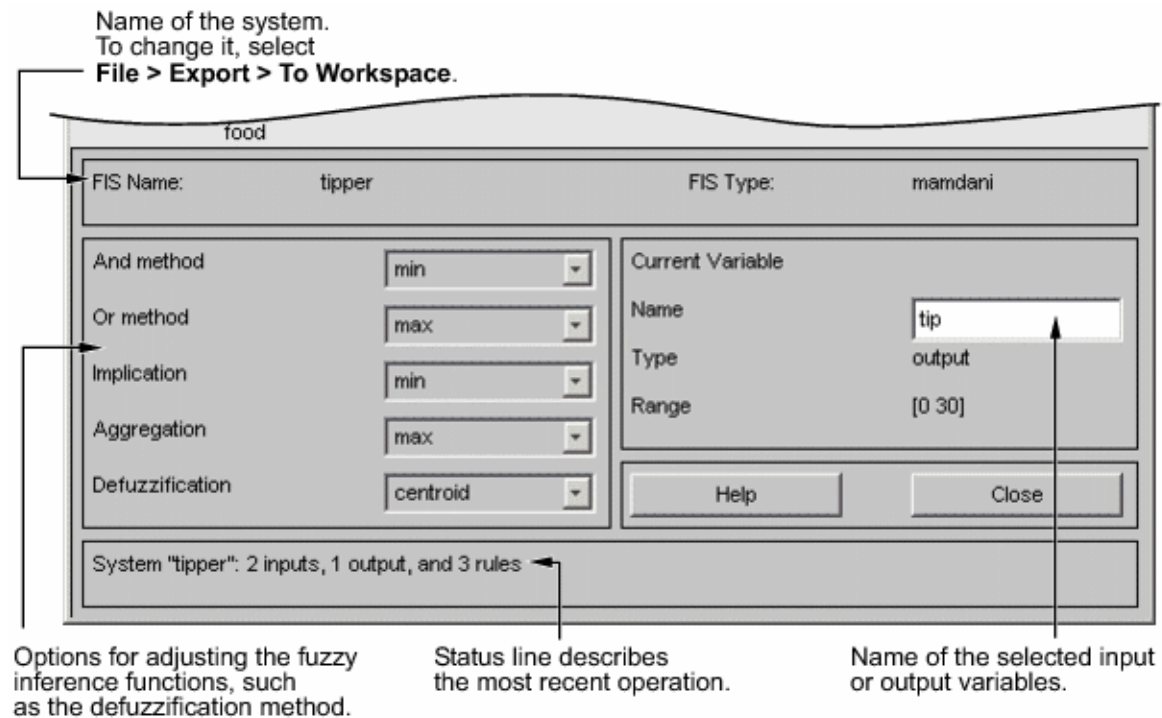 Name of the system.
To change it, select
File > Export > To Workspace.
food
FIS Name: tipper FIS Type: mamdani
And method min
Or method max
Implication min
Aggregation max
Defuzzification centroid
Current Variable
Name tip
Type output
Range [0 30]
Help Close
System "tipper": 2 inputs, 1 output, and 3 rules
Options for adjusting the fuzzy
inference functions, such
as the defuzzification method.
Status line describes
the most recent operation.
Name of the selected input
or output variables.